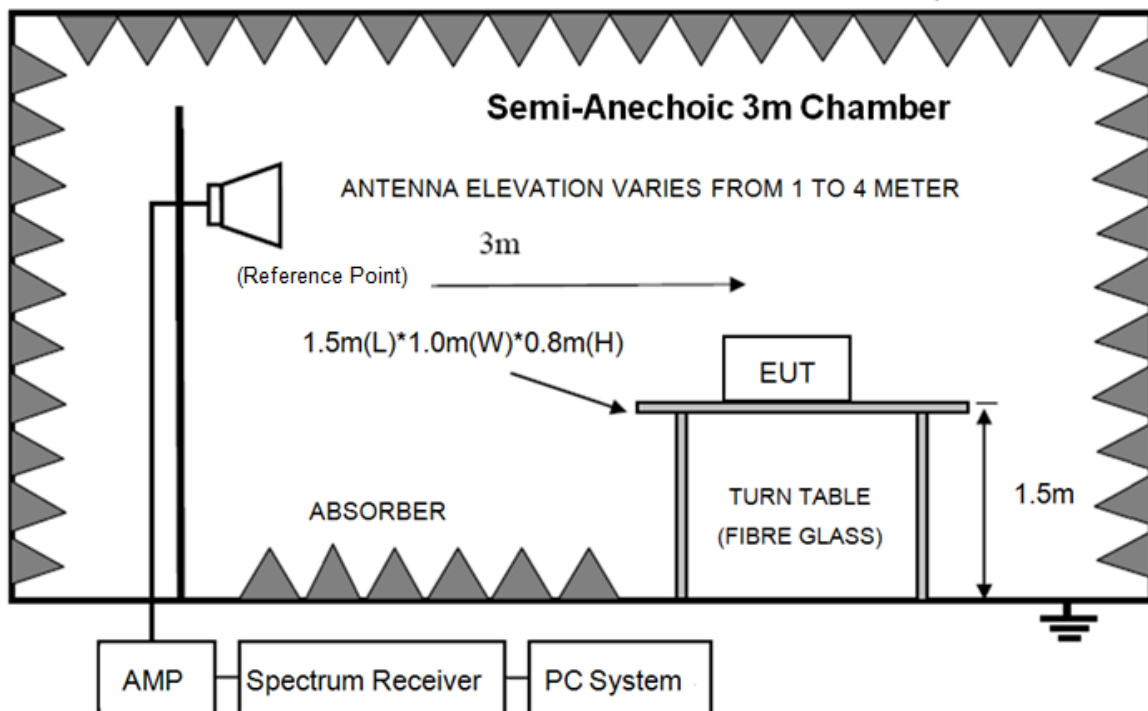 Semi-Anechoic 3m Chamber
ANTENNA ELEVATION VARIES FROM 1 TO 4 METER
3m
(Reference Point)
1.5m(L)*1.0m(W)*0.8m(H)
EUT
ABSORBER
TURN TABLE
(FIBRE GLASS)
1.5m
AMP
Spectrum Receiver
PC System